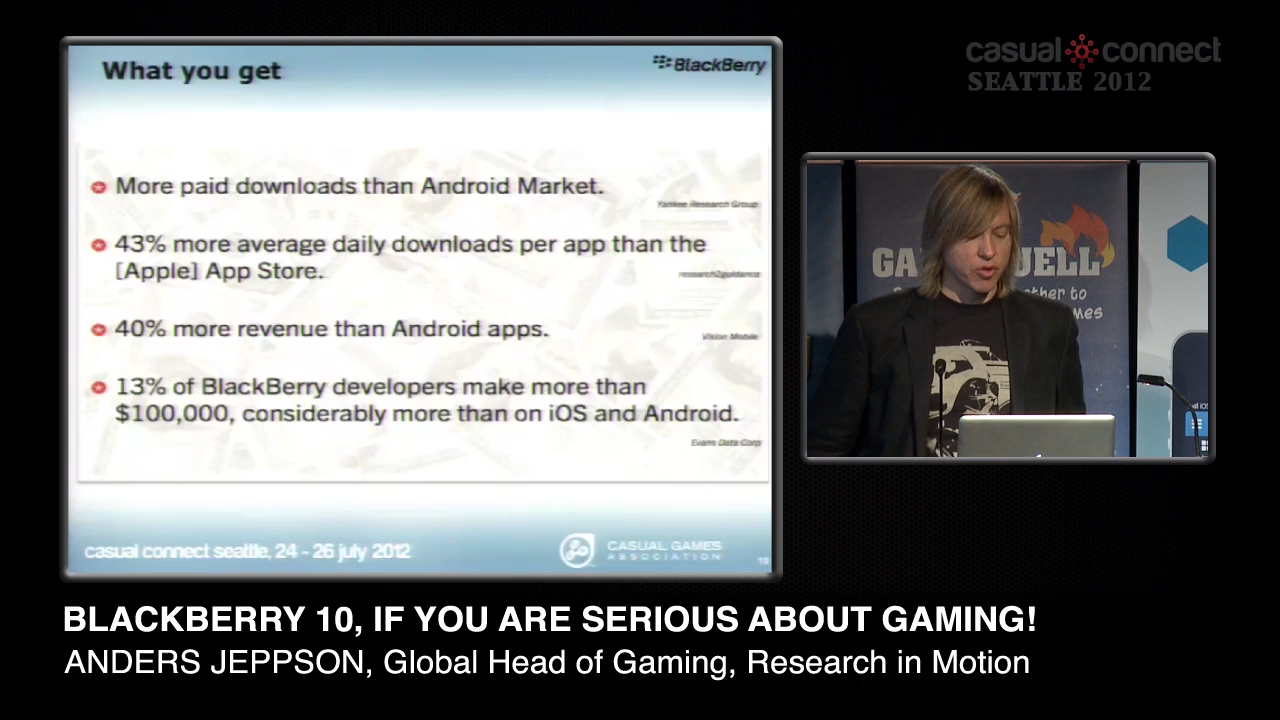 What you get
BlackBerry
More paid downloads than Android Market.
Yankee Research Group
43% more average daily downloads per app than the
[Apple] App Store.
research2guidance
40% more revenue than Android apps.
Vision Mobile
13% of BlackBerry developers make more than
$100,000, considerably more than on iOS and Android.
Evans Data Corp
casual connect seattle, 24 - 26 july 2012
CASUAL GAMES
ASSOCIATION
19
casual connect
SEATTLE 2012
BLACKBERRY 10, IF YOU ARE SERIOUS ABOUT GAMING!
ANDERS JEPPSON, Global Head of Gaming, Research in Motion